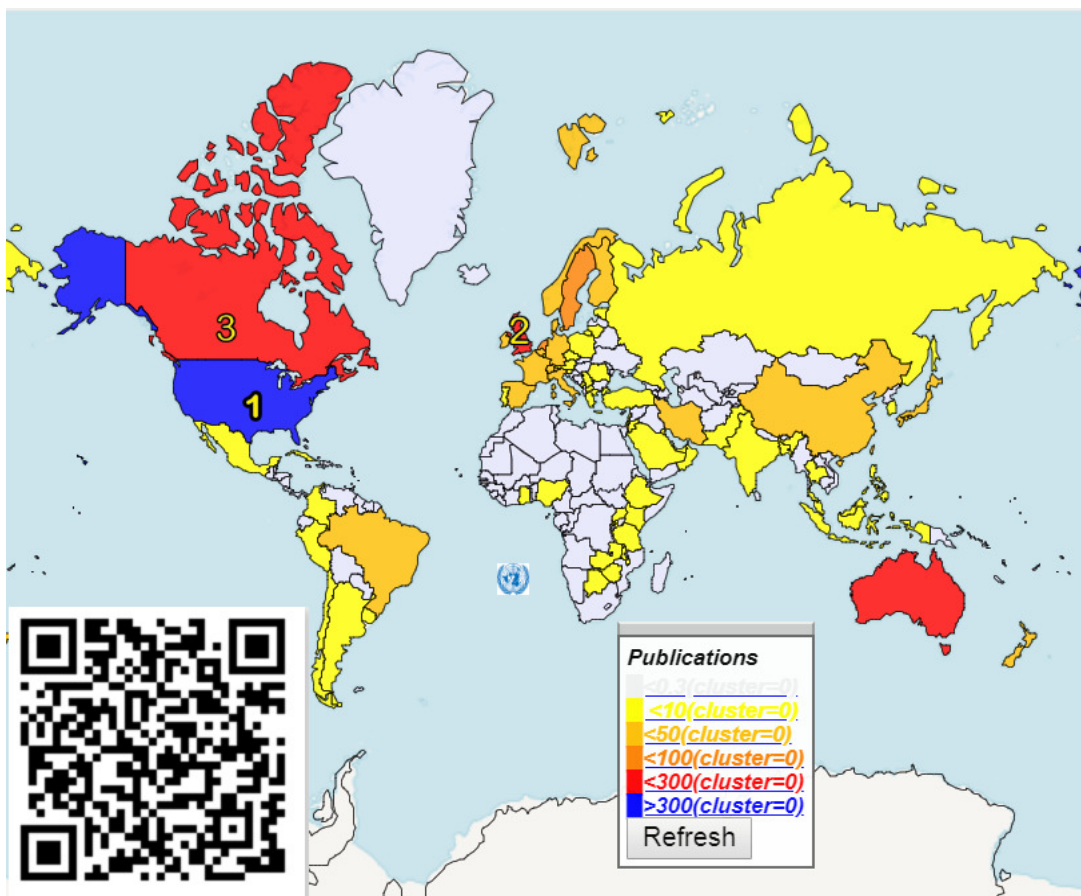 3
2
1
Publications
<0.3(cluster=0)
<10(cluster=0)
<50(cluster=0)
<100(cluster=0)
<300(cluster=0)
>300(cluster=0)
Refresh